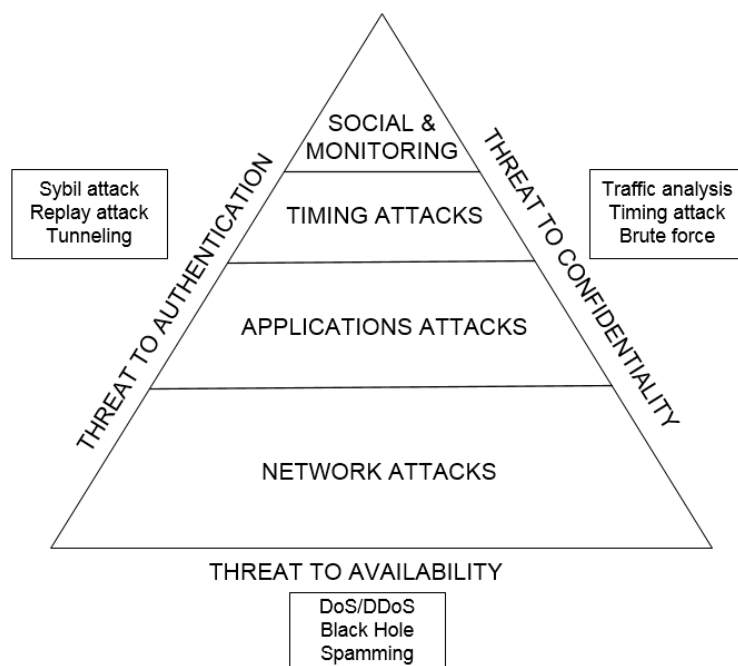 SOCIAL &
MONITORING
THREAT TO AUTHENTICATION
THREAT TO CONFIDENTIALITY
Sybil attack
Replay attack
Tunneling
TIMING ATTACKS
Traffic analysis
Timing attack
Brute force
APPLICATIONS ATTACKS
NETWORK ATTACKS
THREAT TO AVAILABILITY
DoS/DDoS
Black Hole
Spamming